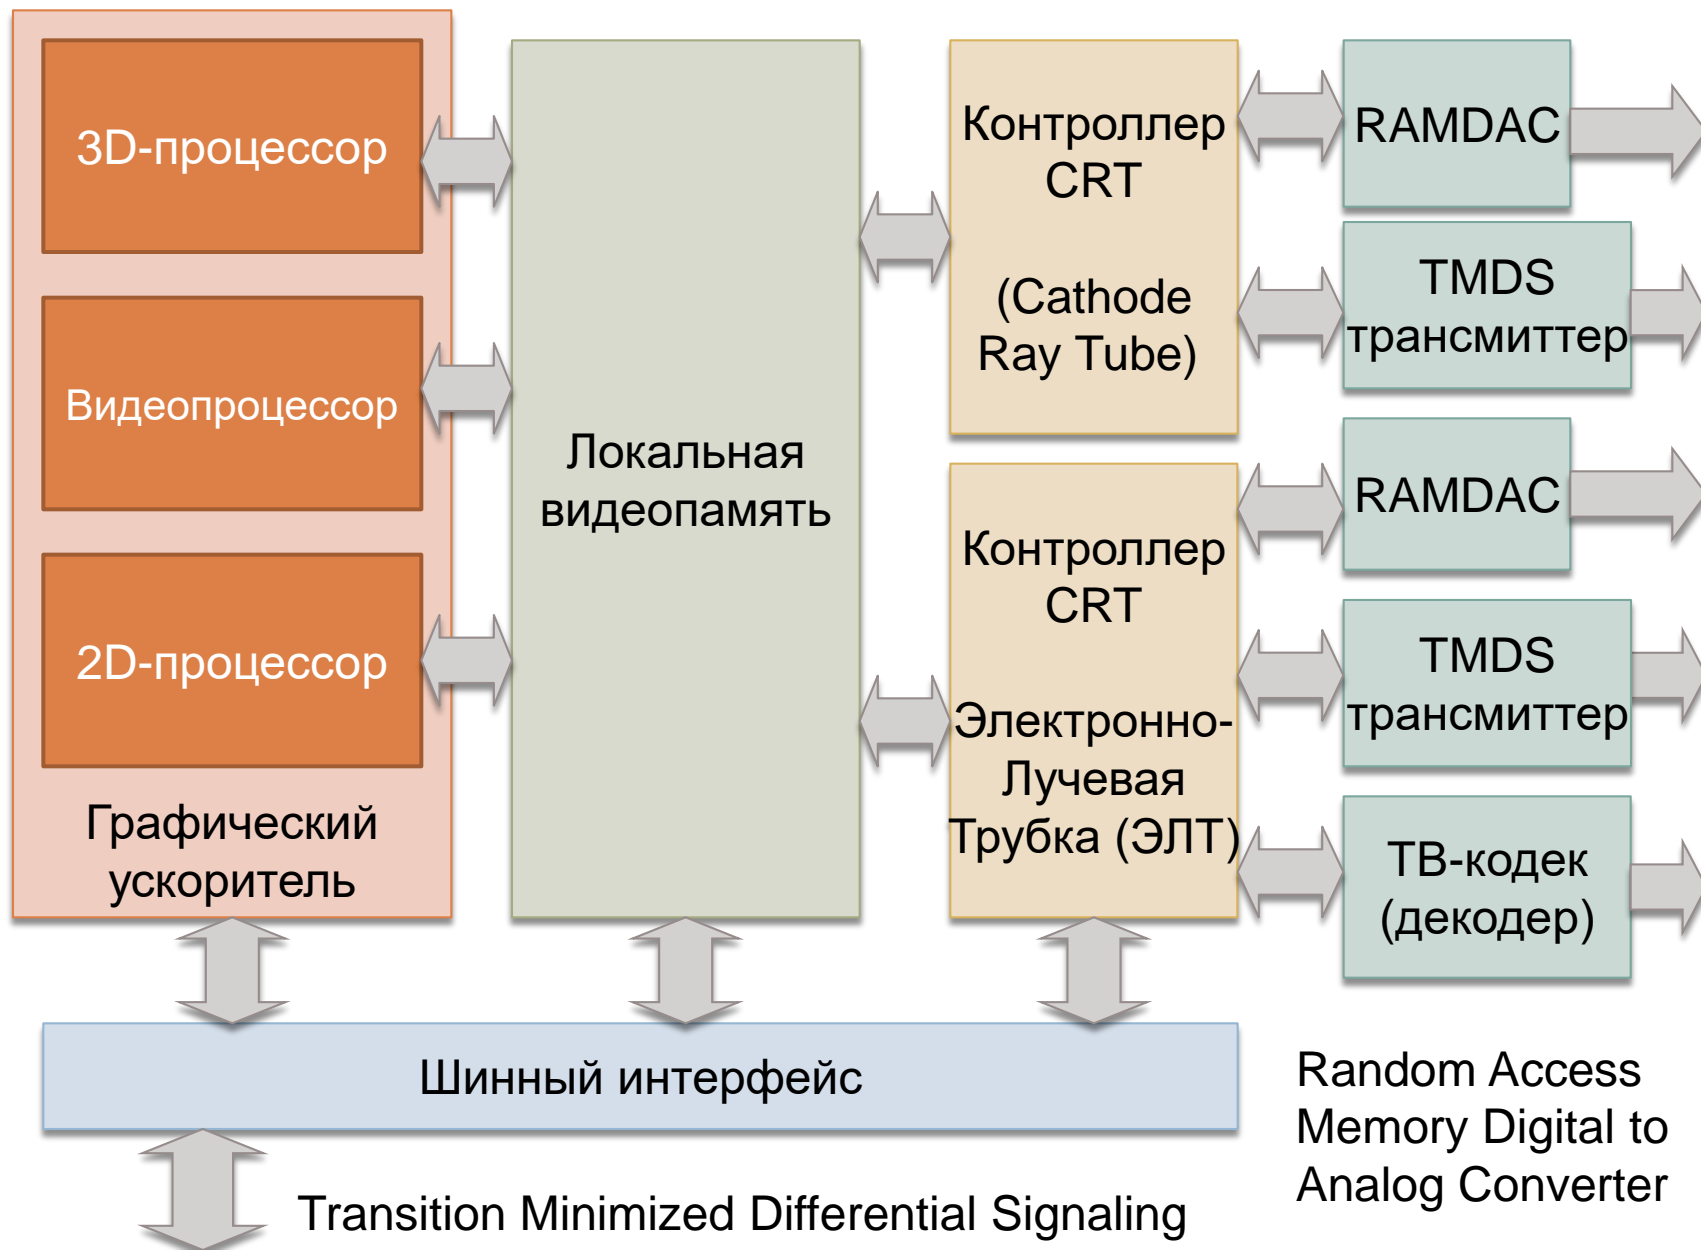 3D-процессор
Видеопроцессор
2D-процессор
Графический
ускоритель
Локальная
видеопамять
Контроллер
CRT
(Cathode
Ray Tube)
Контроллер
CRT
Электронно-
Лучевая
Трубка (ЭЛТ)
RAMDAC
TMDS
трансмиттер
RAMDAC
TMDS
трансмиттер
ТВ-кодек
(декодер)
Шинный интерфейс
Random Access
Memory Digital to
Analog Converter
Transition Minimized Differential Signaling